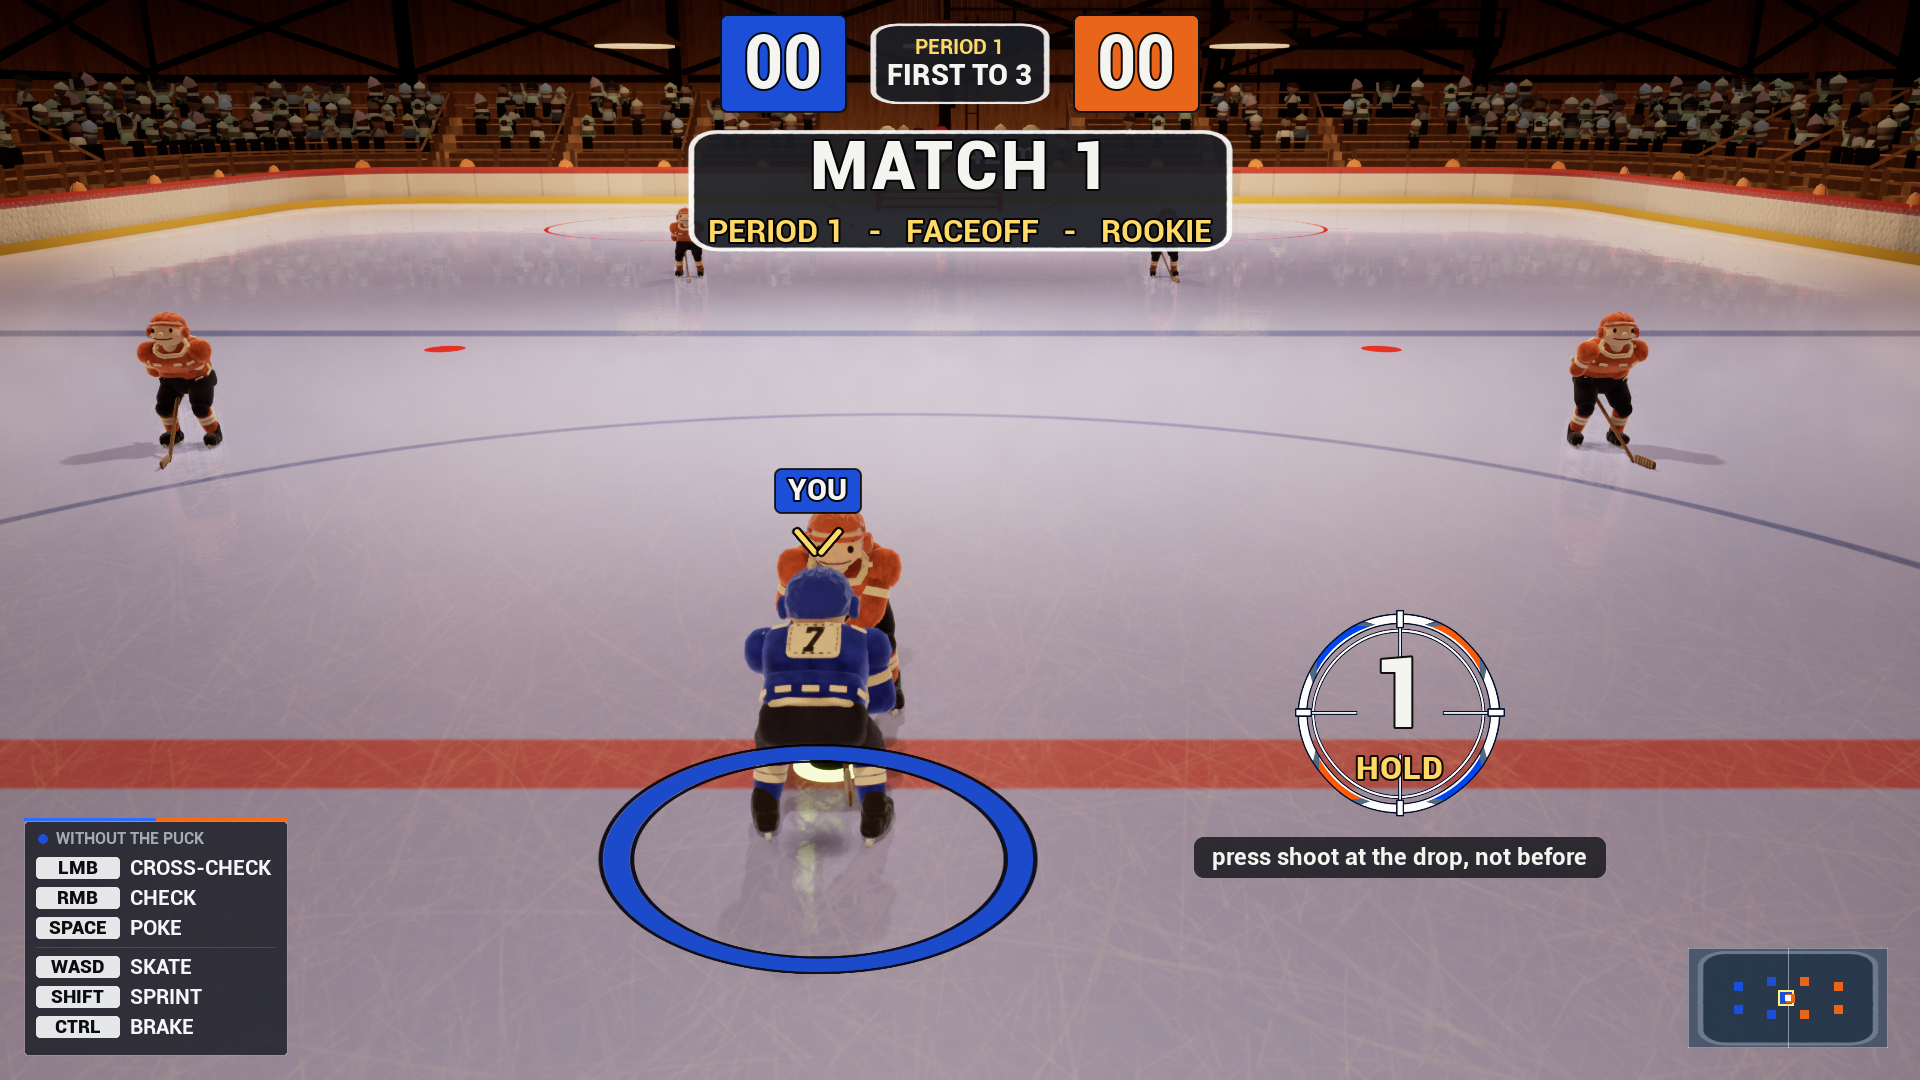 00
PERIOD 1
FIRST TO 3
00
MATCH 1
PERIOD 1 - FACEOFF - ROOKIE
YOU
7
1
HOLD
press shoot at the drop, not before
WITHOUT THE PUCK
LMB CROSS-CHECK
RMB CHECK
SPACE POKE
WASD SKATE
SHIFT SPRINT
CTRL BRAKE